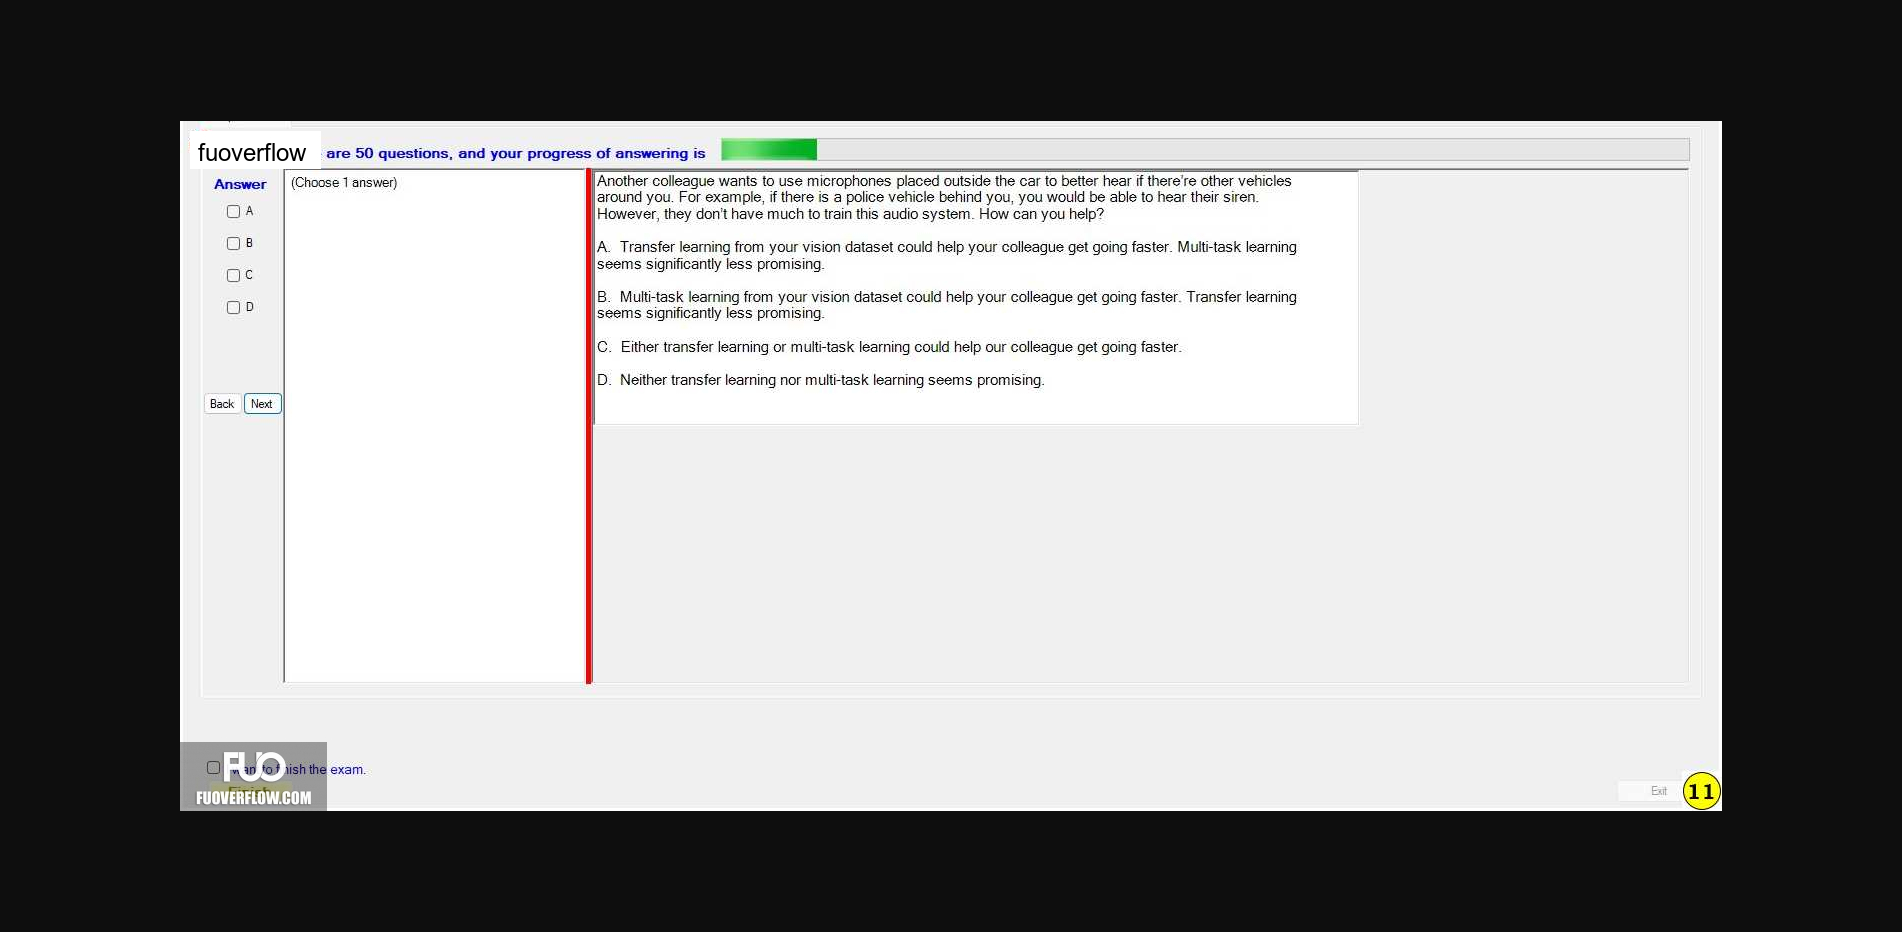 fuoverflow are 50 questions, and your progress of answering is
Answer
(Choose 1 answer)
A
B
C
D
Back Next
Another colleague wants to use microphones placed outside the car to better hear if there're other vehicles
around you. For example, if there is a police vehicle behind you, you would be able to hear their siren.
However, they don't have much to train this audio system. How can you help?
A. Transfer learning from your vision dataset could help your colleague get going faster. Multi-task learning
seems significantly less promising.
B. Multi-task learning from your vision dataset could help your colleague get going faster. Transfer learning
seems significantly less promising.
C. Either transfer learning or multi-task learning could help our colleague get going faster.
D. Neither transfer learning nor multi-task learning seems promising.
FUO
want to finish the exam.
Finish
FUOVERFLOW.COM
Exit
11